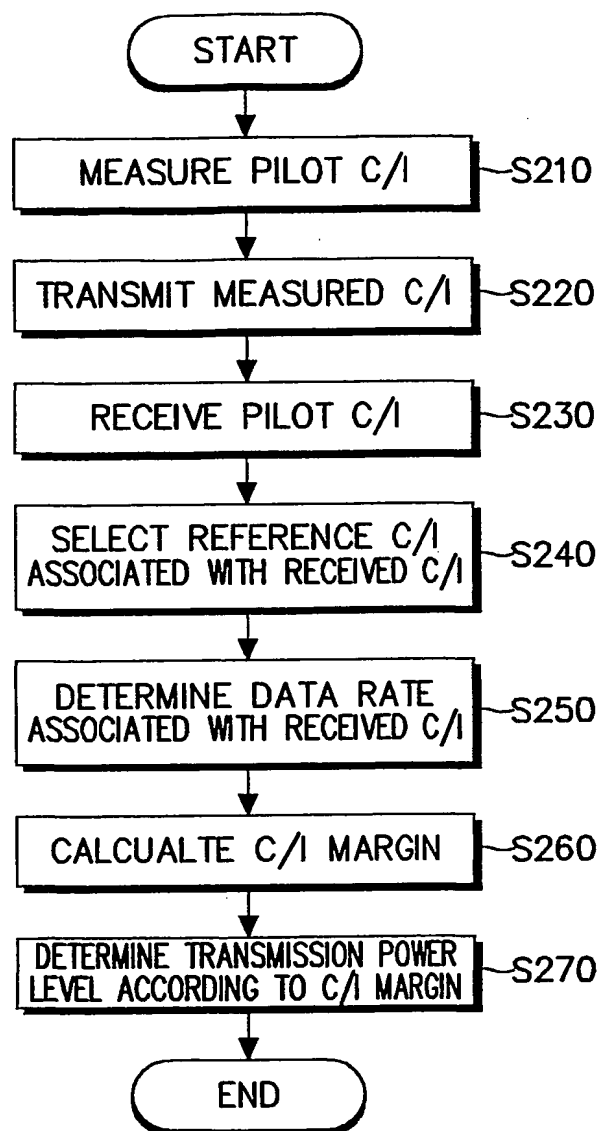 START
MEASURE PILOT C/I
S210
TRANSMIT MEASURED C/I
S220
RECEIVE PILOT C/I
S230
SELECT REFERENCE C/I
ASSOCIATED WITH RECEIVED C/I
S240
DETERMINE DATA RATE
ASSOCIATED WITH RECEIVED C/I
S250
CALCUALTE C/I MARGIN
S260
DETERMINE TRANSMISSION POWER
LEVEL ACCORDING TO C/I MARGIN
S270
END